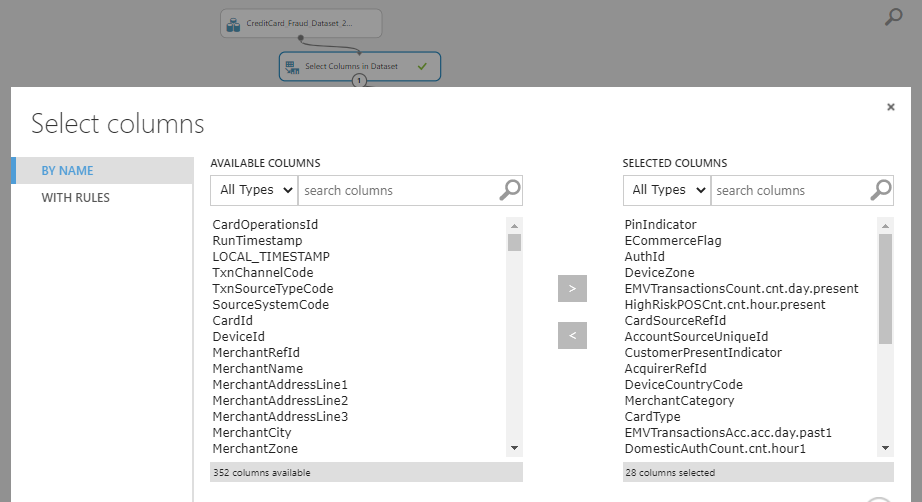 CreditCard_Fraud_Dataset_2...
Select Columns in Dataset
1
Select columns
BY NAME
WITH RULES
AVAILABLE COLUMNS
All Types
search columns
CardOperationsId
RunTimestamp
LOCAL_TIMESTAMP
TxnChannelCode
TxnSourceTypeCode
SourceSystemCode
CardId
DeviceId
MerchantRefId
MerchantName
MerchantAddressLine1
MerchantAddressLine2
MerchantAddressLine3
MerchantCity
MerchantZone
352 columns available
>
<
SELECTED COLUMNS
All Types
search columns
PinIndicator
ECommerceFlag
AuthId
DeviceZone
EMVTransactionsCount.cnt.day.present
HighRiskPOSCnt.cnt.hour.present
CardSourceRefId
AccountSourceUniqueId
CustomerPresentIndicator
AcquirerRefId
DeviceCountryCode
MerchantCategory
CardType
EMVTransactionsAcc.acc.day.past1
DomesticAuthCount.cnt.hour1
28 columns selected